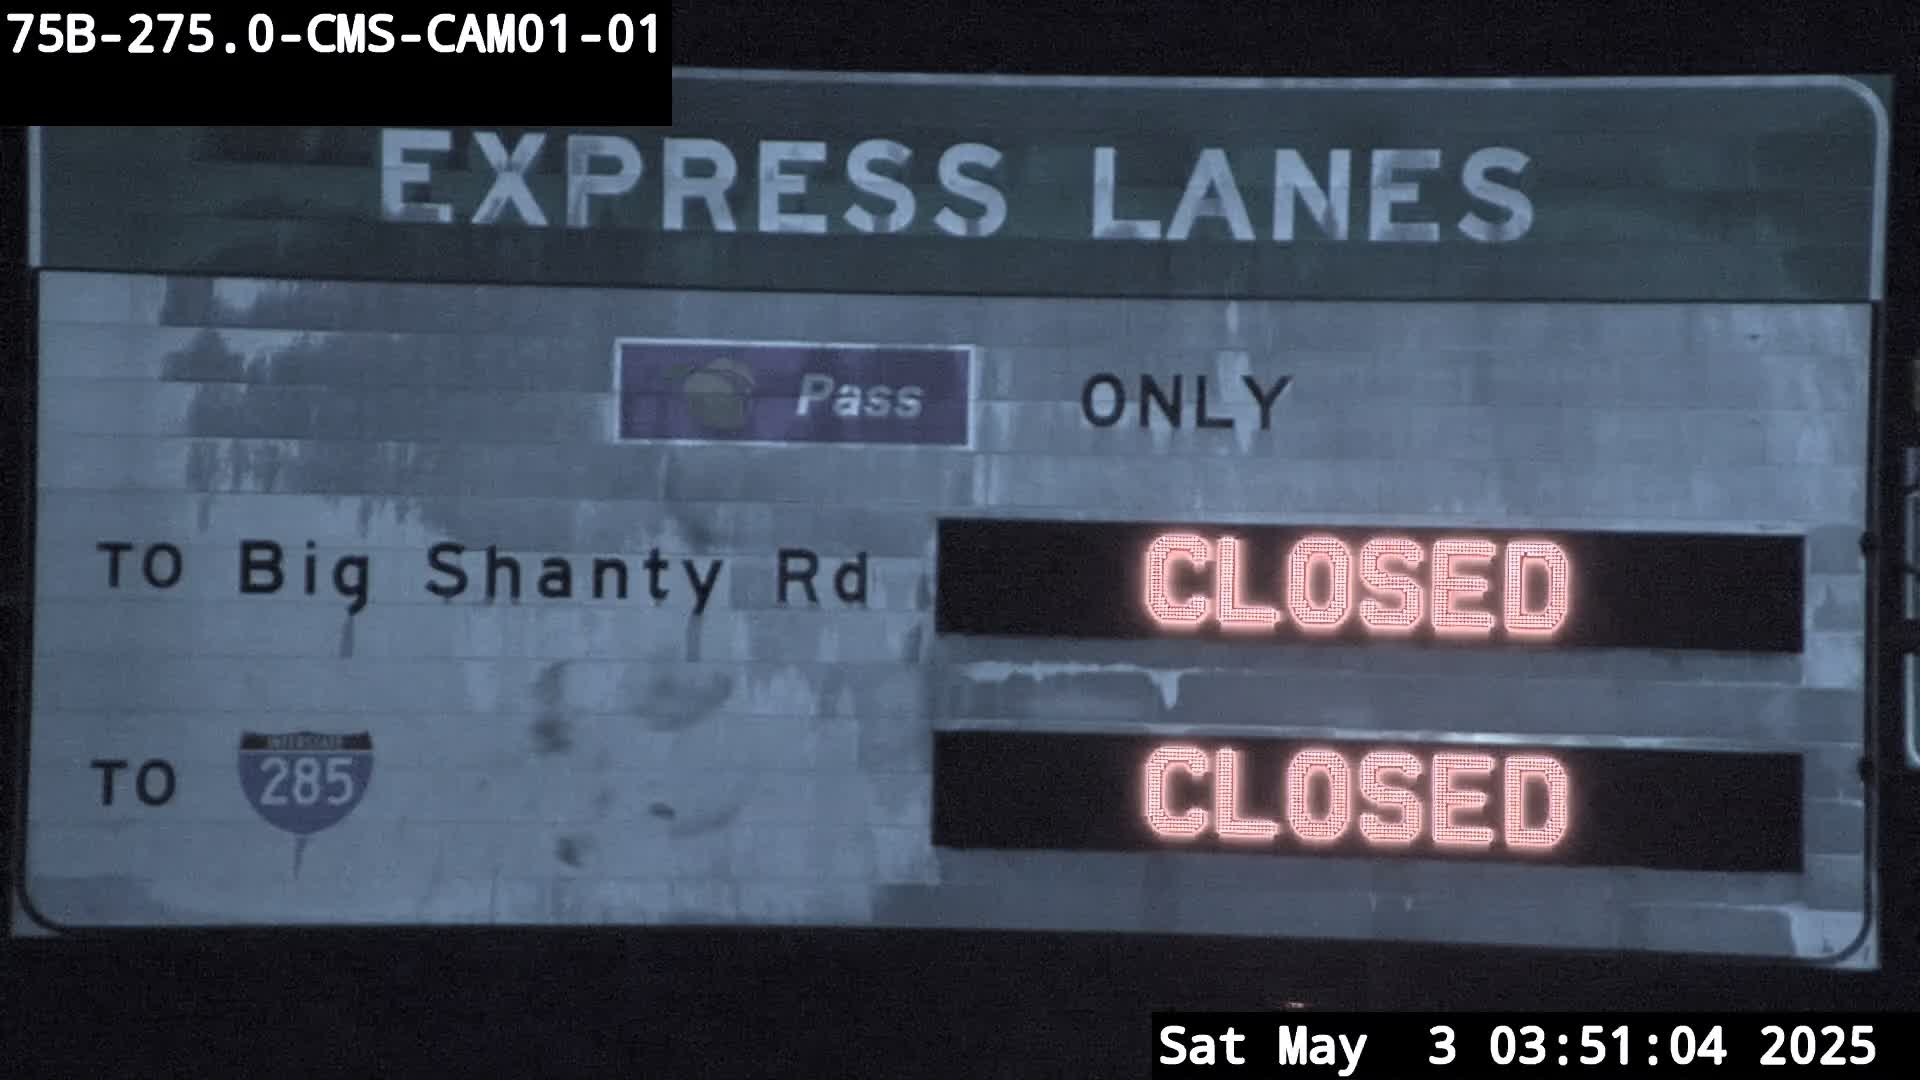 75B-275.0-CMS-CAM01-01
EXPRESS LANES
Pass ONLY
TO Big Shanty Rd CLOSED
TO INTERSTATE 285 CLOSED
Sat May 3 03:51:04 2025